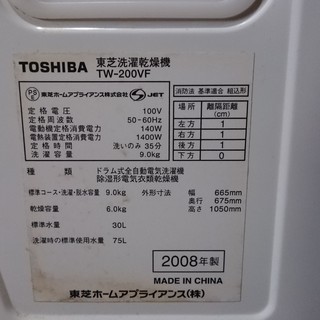 TOSHIBA 東芝洗濯乾燥機
TW-200VF
PS E 東芝ホームアプライアンス株式会社 JET
定格電圧 100V
定格周波数 50-60Hz
電動機定格消費電力 140W
電熱装置定格消費電力 1400W
定格時間 洗いのみ 35分
洗濯容量 9.0kg
消防法 基準適合 組込形
場所 離隔距離(cm)
左方 1
右方 1
後方 1
下方 0
種類 ドラム式全自動電気洗濯機
除湿形電気衣類乾燥機
標準コース・洗濯・脱水容量 9.0kg
乾燥容量 6.0kg
標準水量 30L
洗濯時の標準使用水量 75L
外形寸法 幅 665mm
奥行 675mm
高さ 1050mm
2008年製
MADE IN CHINA
東芝ホームアプライアンス(株)